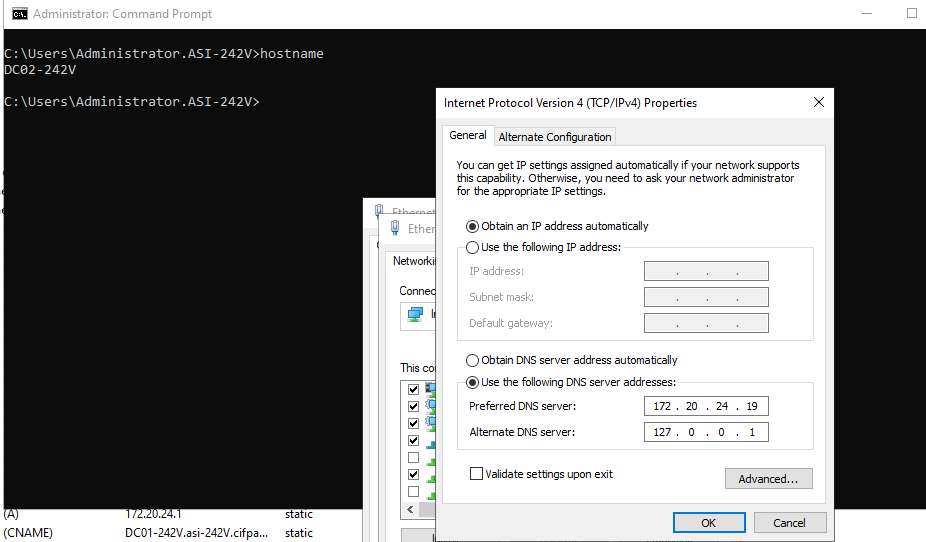 Administrator: Command Prompt
C:\Users\Administrator.ASI-242V>hostname
DC02-242V
C:\Users\Administrator.ASI-242V>
Internet Protocol Version 4 (TCP/IPv4) Properties
General
Alternate Configuration
You can get IP settings assigned automatically if your network supports
this capability. Otherwise, you need to ask your network administrator
for the appropriate IP settings.
Obtain an IP address automatically
Use the following IP address:
IP address:
Subnet mask:
Default gateway:
Obtain DNS server address automatically
Use the following DNS server addresses:
Preferred DNS server:
172 . 20 . 24 . 19
Alternate DNS server:
127 . 0 . 0 . 1
Validate settings upon exit
Advanced...
OK
Cancel
Ethernet
Ether
Networkin
Connec
This co
(A)
172.20.24.1
static
(CNAME)
DC01-242V.asi-242V.cifpa...
static